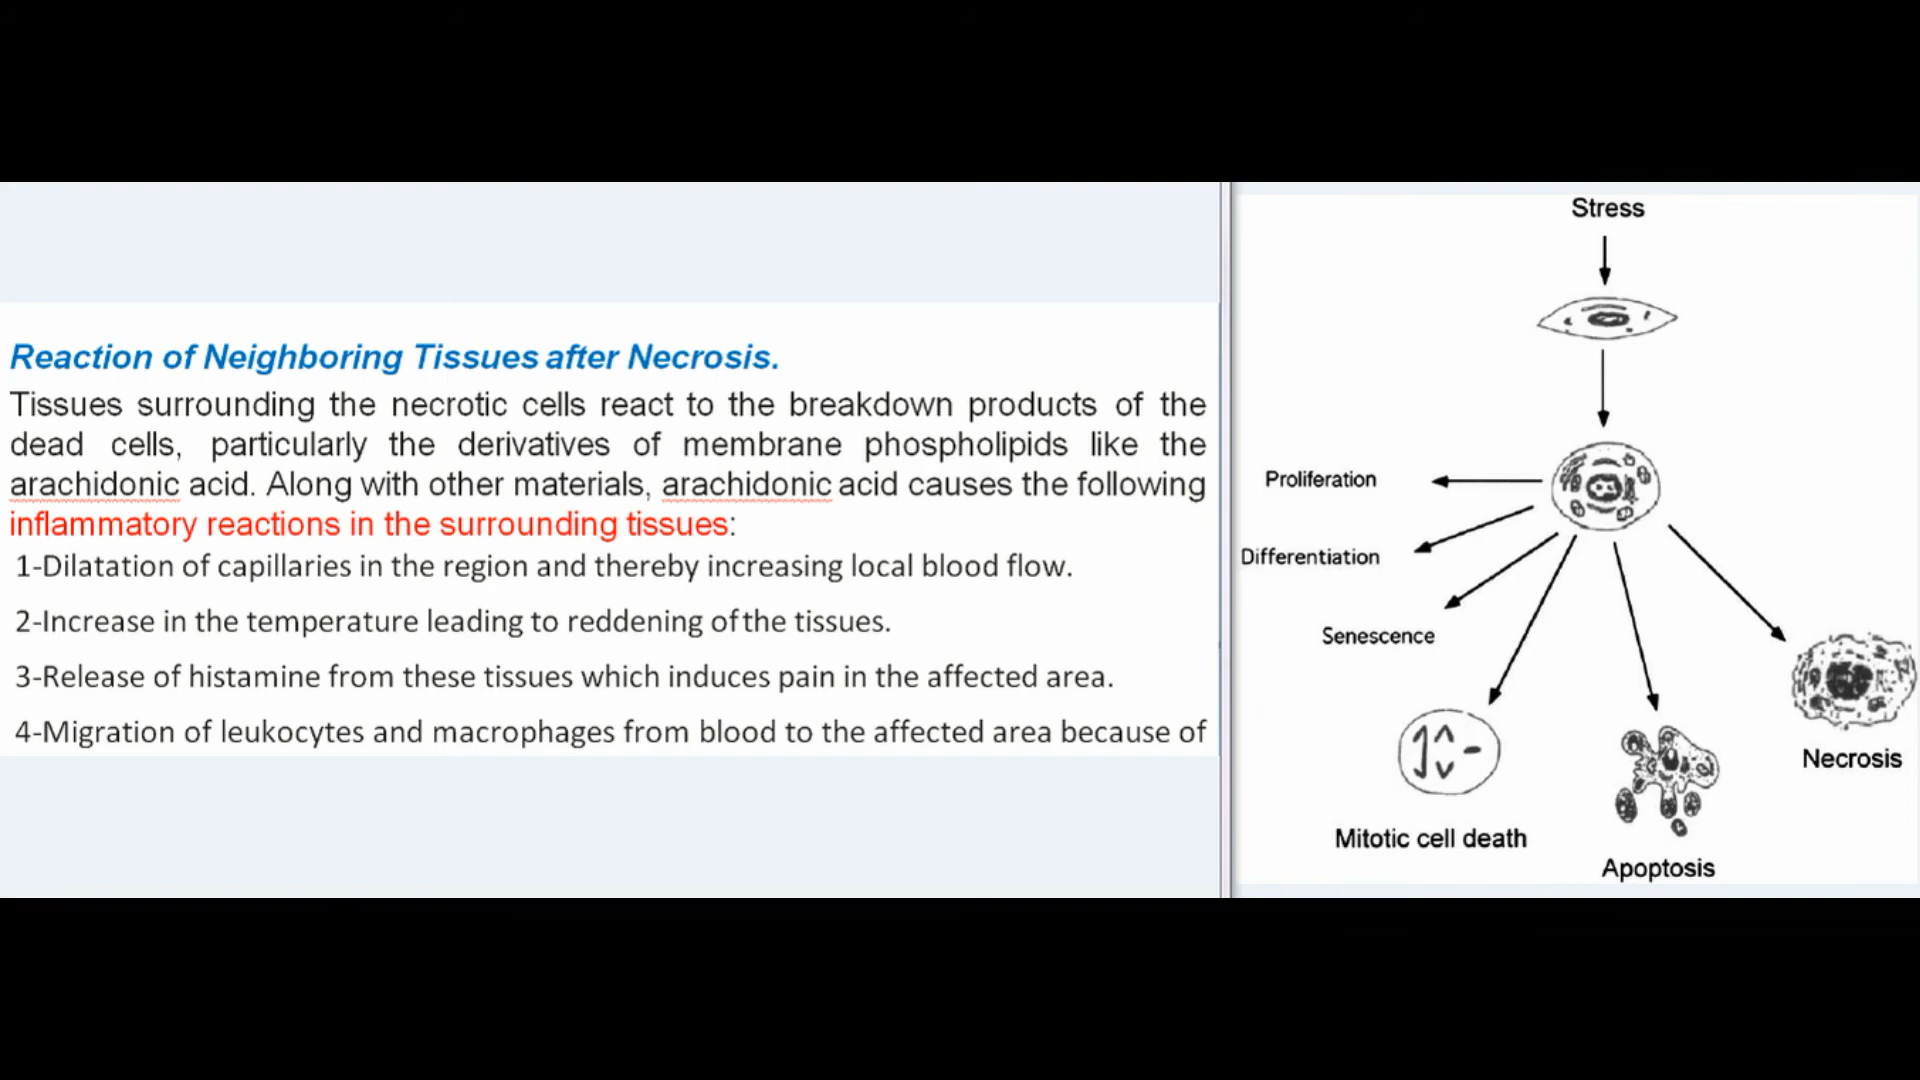 Reaction of Neighboring Tissues after Necrosis.
Tissues surrounding the necrotic cells react to the breakdown products of the
dead cells, particularly the derivatives of membrane phospholipids like the
arachidonic acid. Along with other materials, arachidonic acid causes the following
inflammatory reactions in the surrounding tissues:
1-Dilatation of capillaries in the region and thereby increasing local blood flow.
2-Increase in the temperature leading to reddening of the tissues.
3-Release of histamine from these tissues which induces pain in the affected area.
4-Migration of leukocytes and macrophages from blood to the affected area because of
Stress
Proliferation
Differentiation
Senescence
Necrosis
Mitotic cell death
Apoptosis